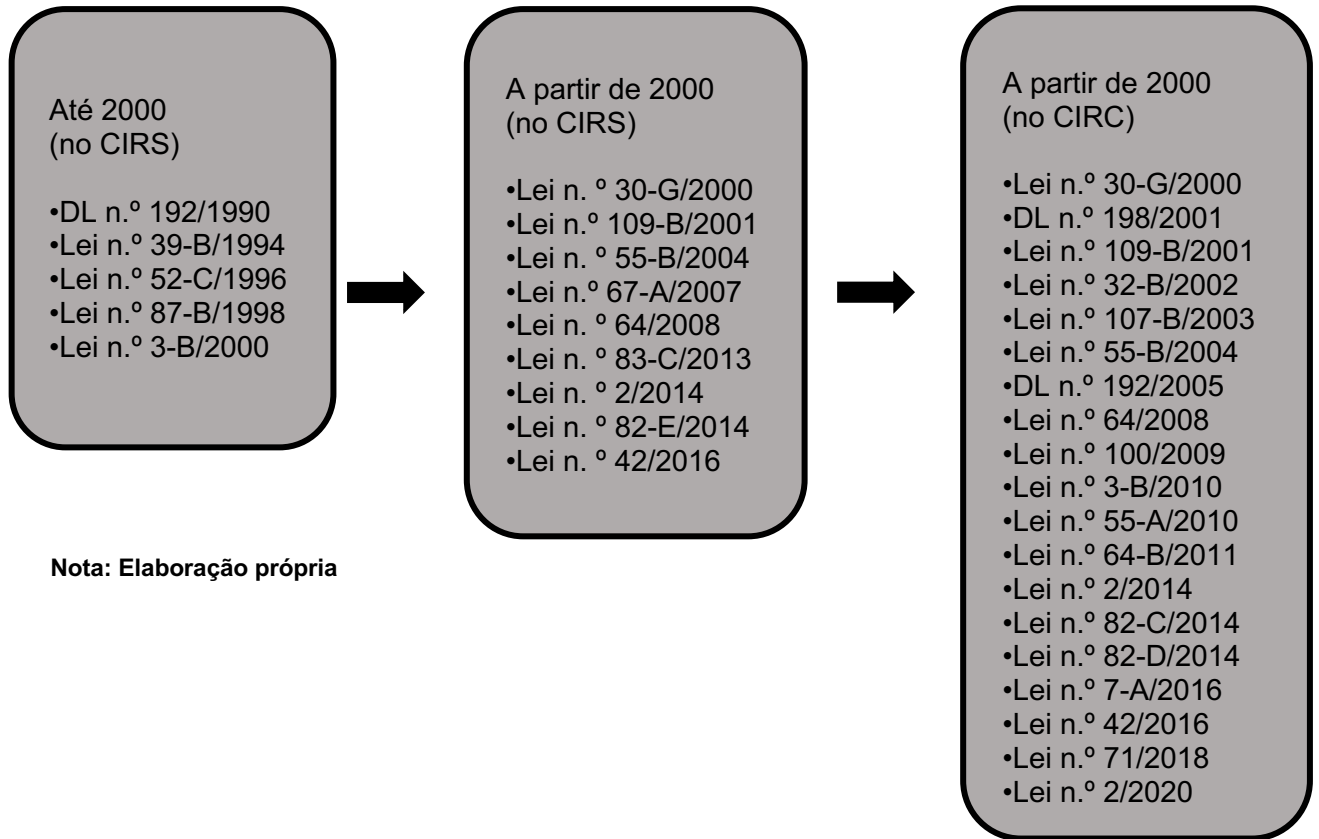 Até 2000
(no CIRS)
•DL n.º 192/1990
•Lei n.º 39-B/1994
•Lei n.º 52-C/1996
•Lei n.º 87-B/1998
•Lei n.º 3-B/2000
A partir de 2000
(no CIRS)
•Lei n. º 30-G/2000
•Lei n.º 109-B/2001
•Lei n. º 55-B/2004
•Lei n.º 67-A/2007
•Lei n. º 64/2008
•Lei n. º 83-C/2013
•Lei n. º 2/2014
•Lei n. º 82-E/2014
•Lei n. º 42/2016
A partir de 2000
(no CIRC)
•Lei n.º 30-G/2000
•DL n.º 198/2001
•Lei n.º 109-B/2001
•Lei n.º 32-B/2002
•Lei n.º 107-B/2003
•Lei n.º 55-B/2004
•DL n.º 192/2005
•Lei n.º 64/2008
•Lei n.º 100/2009
•Lei n.º 3-B/2010
•Lei n.º 55-A/2010
•Lei n.º 64-B/2011
•Lei n.º 2/2014
•Lei n.º 82-C/2014
•Lei n.º 82-D/2014
•Lei n.º 7-A/2016
•Lei n.º 42/2016
•Lei n.º 71/2018
•Lei n.º 2/2020
Nota: Elaboração própria